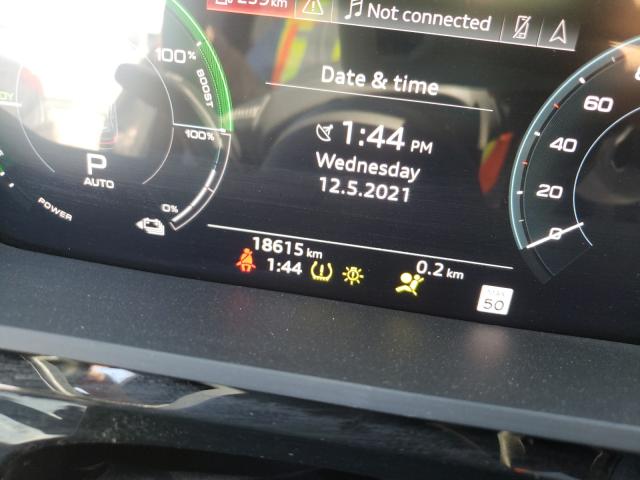 Not connected
100%
BOOST
Date & time
100%
1:44 PM
Wednesday
12.5.2021
P
AUTO
0%
POWER
60
40
20
0
18615 km
1:44
0.2 km
50